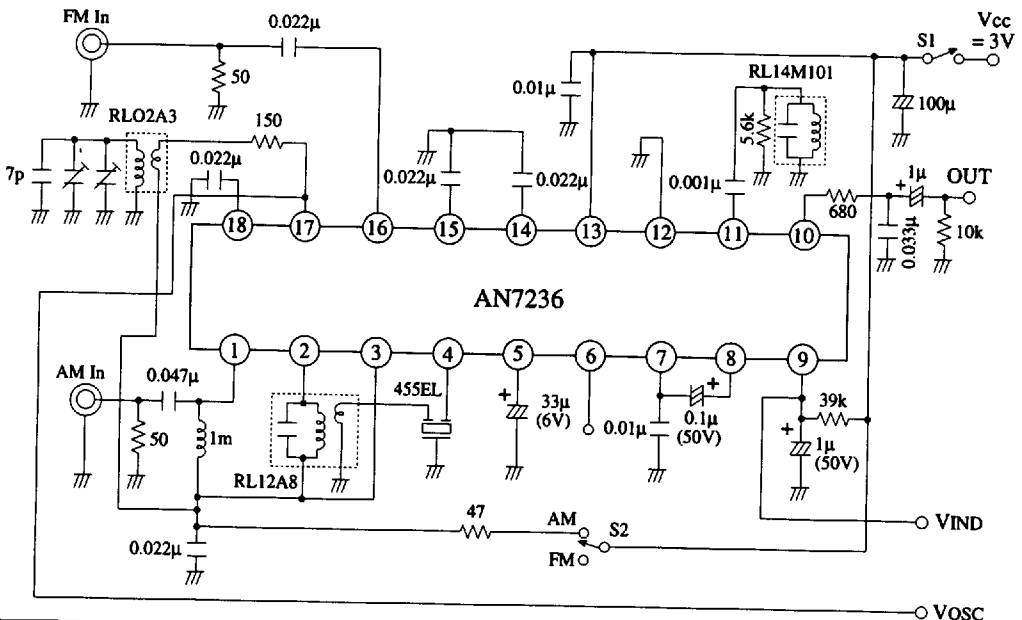 FM In
0.022μ
50
Vcc
= 3V
S1
RL14M101
0.01μ
100μ
5.6k
RLO2A3
150
7p
0.022μ
0.022μ
0.022μ
0.001μ
1μ
+
OUT
680
0.033μ
10k
18
17
16
15
14
13
12
11
10
AN7236
1
2
3
4
5
6
7
8
9
AM In
0.047μ
50
1m
455EL
RL12A8
+
33μ
(6V)
0.01μ
+
0.1μ
(50V)
39k
+
1μ
(50V)
47
AM
S2
FM
VIND
0.022μ
VOSC